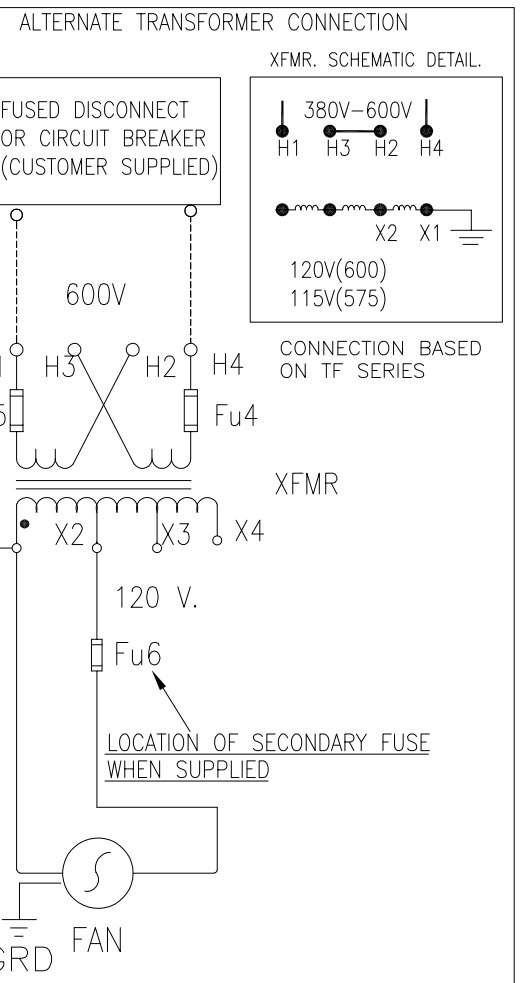 ALTERNATE TRANSFORMER CONNECTION
XFMR. SCHEMATIC DETAIL.
FUSED DISCONNECT
OR CIRCUIT BREAKER
(CUSTOMER SUPPLIED)
380V-600V
H1 H3 H2 H4
X2 X1
120V(600)
115V(575)
600V
CONNECTION BASED
ON TF SERIES
H3 H2 H4
Fu4
XFMR
X2 X3 X4
120 V.
Fu6
LOCATION OF SECONDARY FUSE
WHEN SUPPLIED
FAN
GRD